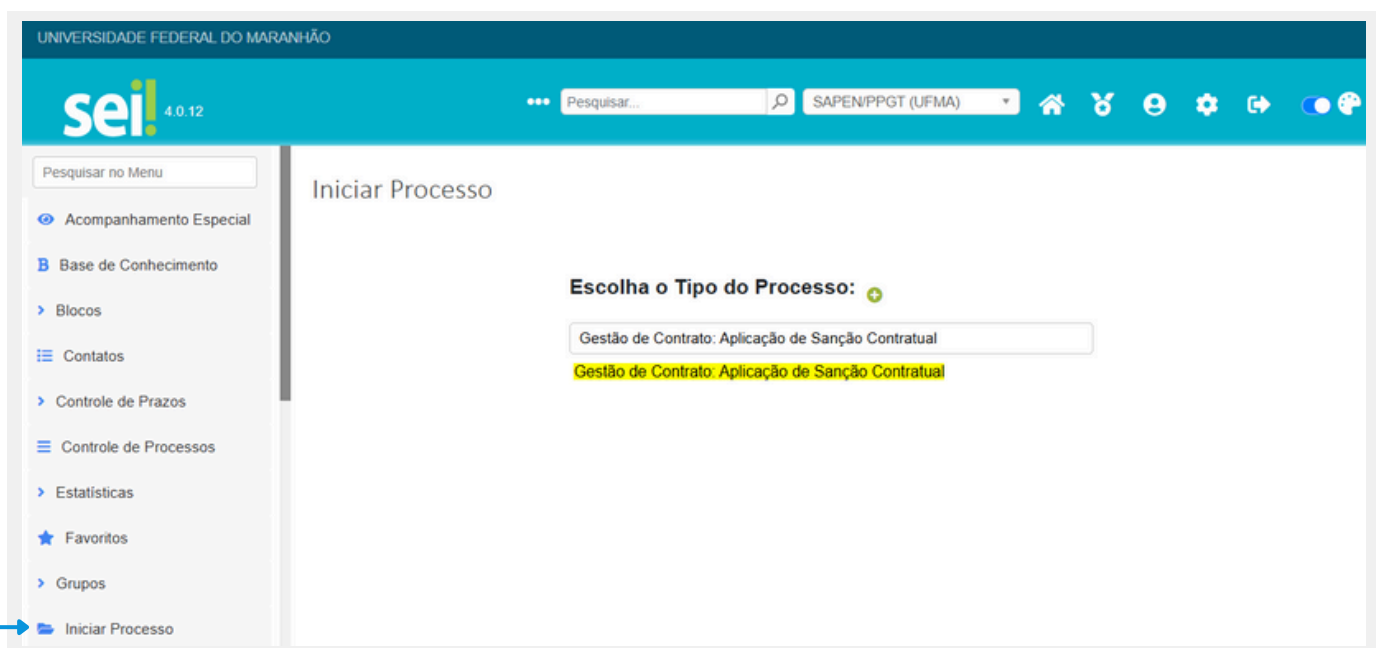 UNIVERSIDADE FEDERAL DO MARANHÃO
sei! 4.0.12
Pesquisar...
SAPEN/PPGT (UFMA)
Pesquisar no Menu
Acompanhamento Especial
Base de Conhecimento
Blocos
Contatos
Controle de Prazos
Controle de Processos
Estatísticas
Favoritos
Grupos
Iniciar Processo
Iniciar Processo
Escolha o Tipo do Processo:
Gestão de Contrato: Aplicação de Sanção Contratual
Gestão de Contrato: Aplicação de Sanção Contratual